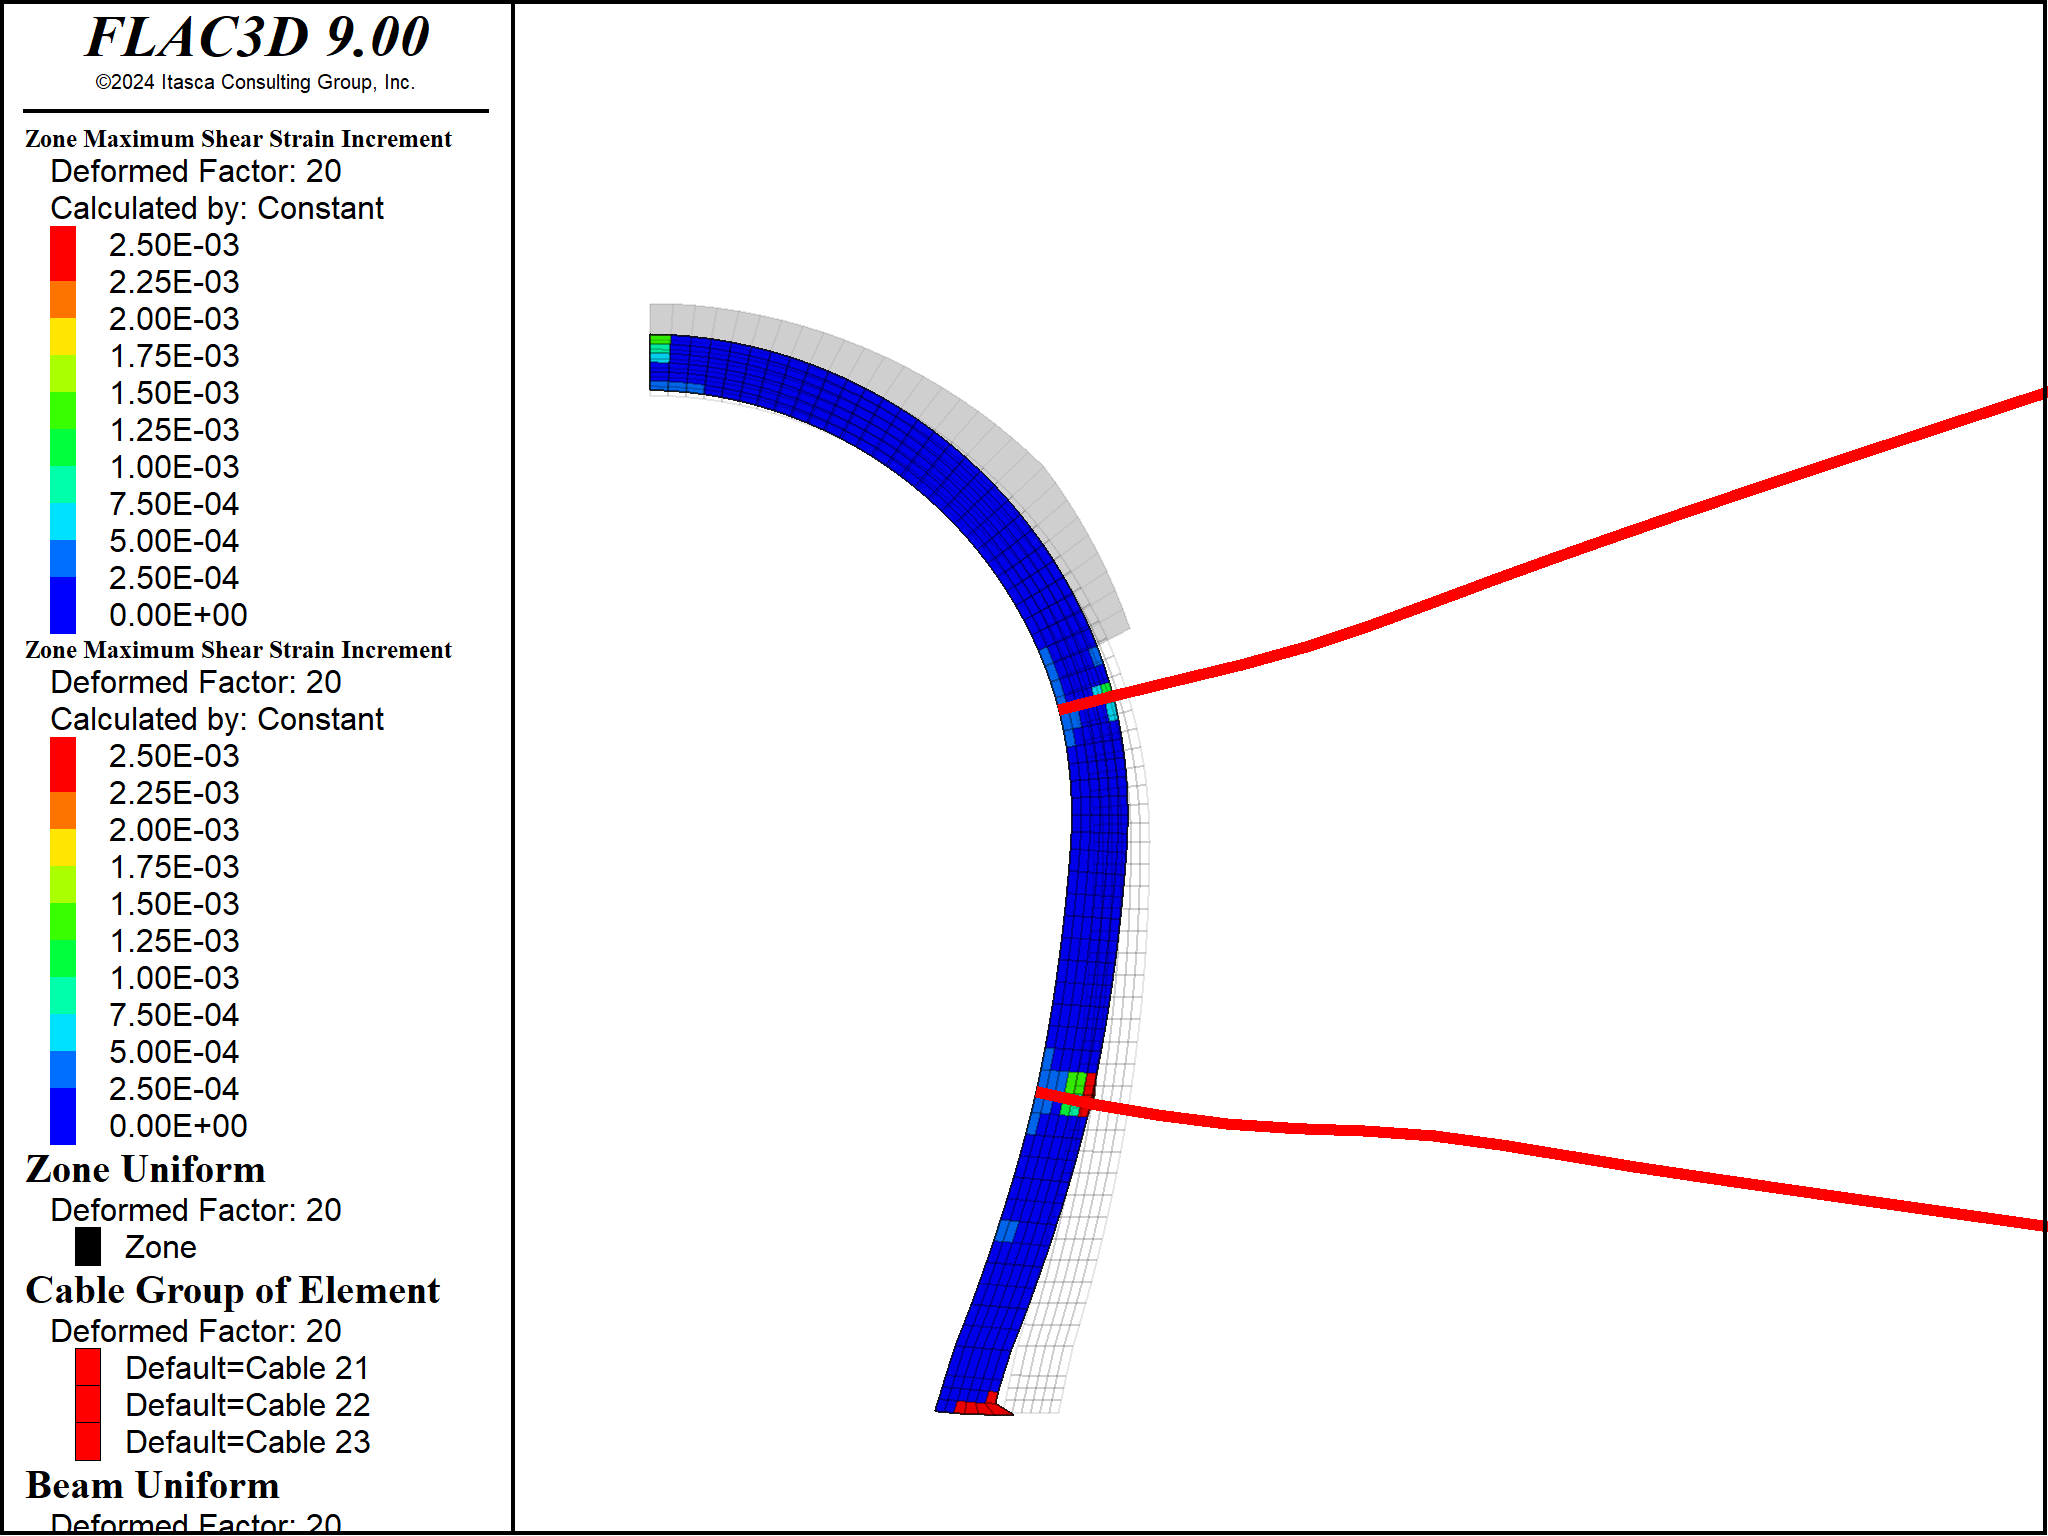 FLAC3D 9.00
©2024 Itasca Consulting Group, Inc.
Zone Maximum Shear Strain Increment
Deformed Factor: 20
Calculated by: Constant
2.50E-03
2.25E-03
2.00E-03
1.75E-03
1.50E-03
1.25E-03
1.00E-03
7.50E-04
5.00E-04
2.50E-04
0.00E+00
Zone Maximum Shear Strain Increment
Deformed Factor: 20
Calculated by: Constant
2.50E-03
2.25E-03
2.00E-03
1.75E-03
1.50E-03
1.25E-03
1.00E-03
7.50E-04
5.00E-04
2.50E-04
0.00E+00
Zone Uniform
Deformed Factor: 20
Zone
Cable Group of Element
Deformed Factor: 20
Default=Cable 21
Default=Cable 22
Default=Cable 23
Beam Uniform
Deformed Factor: 20